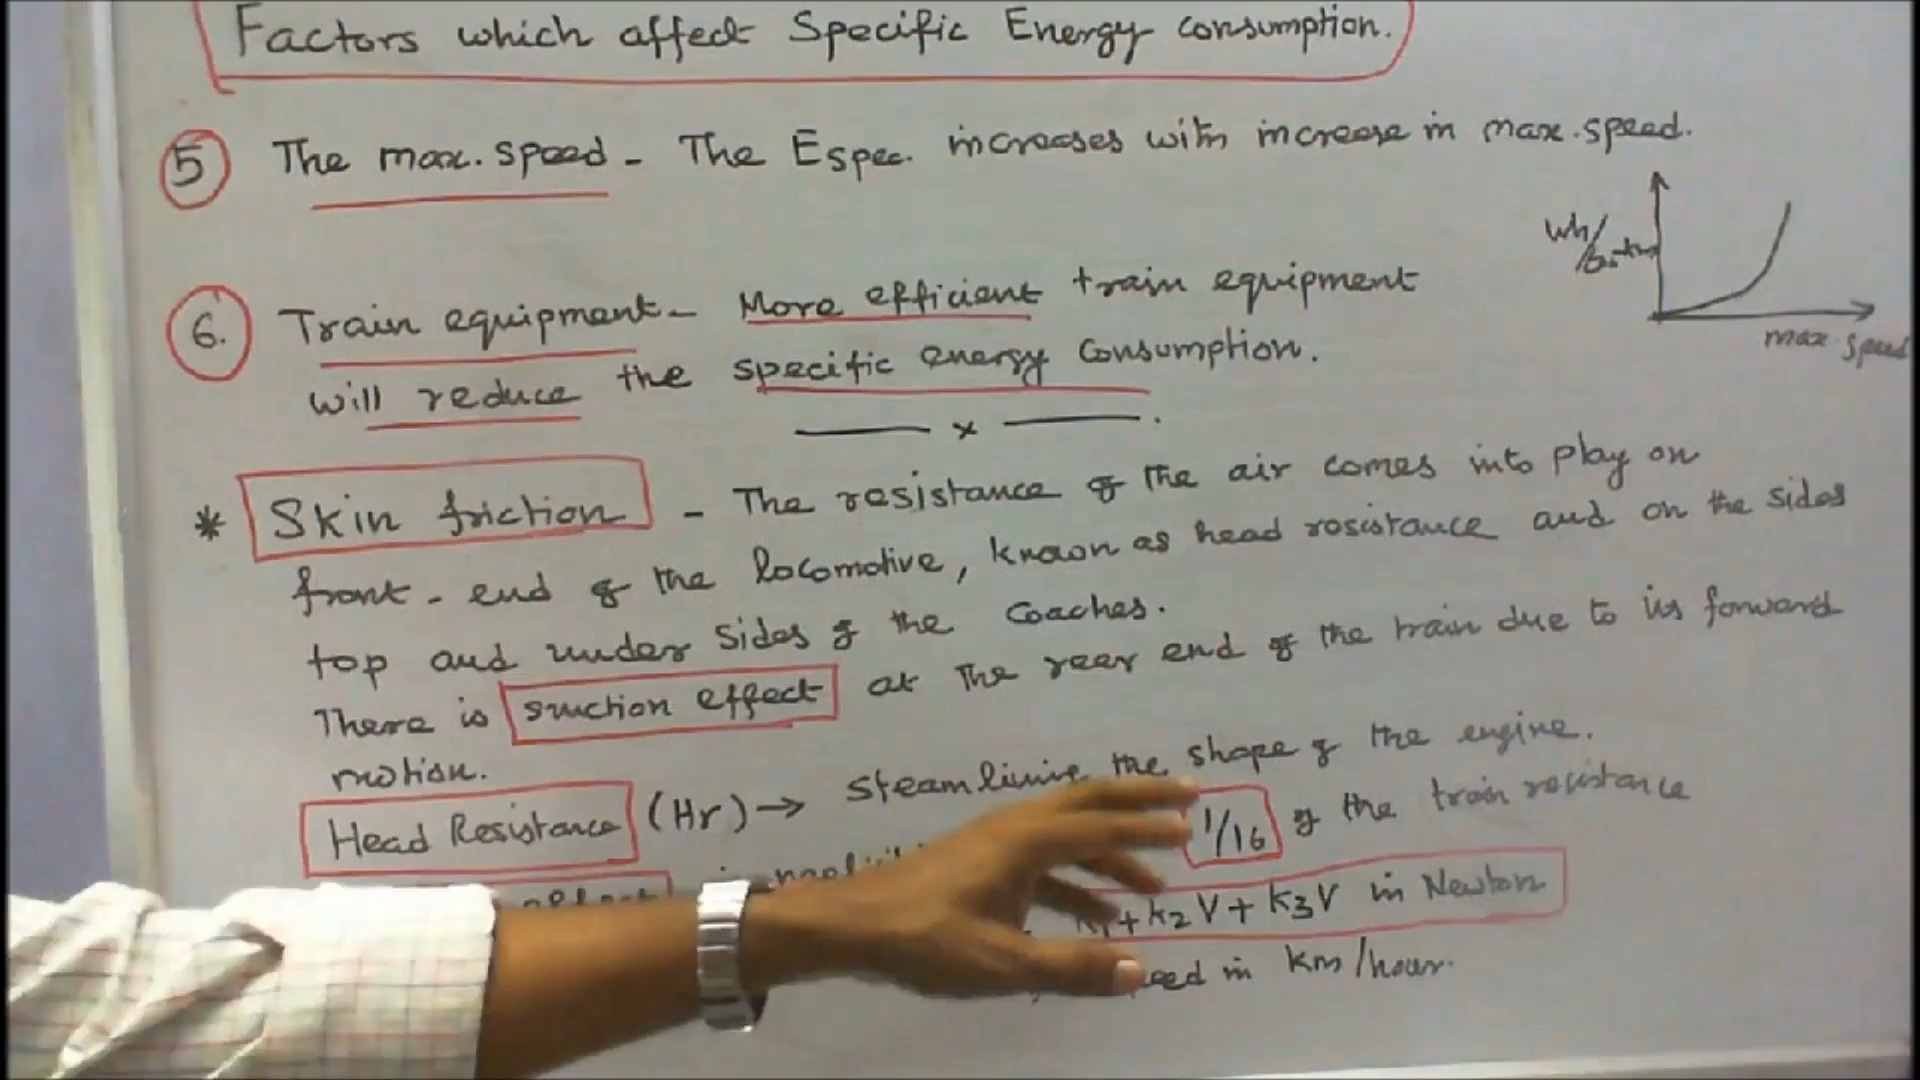 Factors which affect Specific Energy consumption.
5 The max. speed - The Espec. increases with increase in max. speed.
Wh/
max speed
6. Train equipment - More efficient train equipment
will reduce the specific energy consumption.
x
* Skin friction - The resistance of the air comes into play on
front - end of the locomotive, known as head resistance and on the sides
top and under sides of the coaches.
There is suction effect at the rear end of the train due to its forward
motion.
Head Resistance (Hr) → steamlining the shape of the engine.
1/16 of the train resistance
+ k2 V + k3 V in Newton
in km/hour.